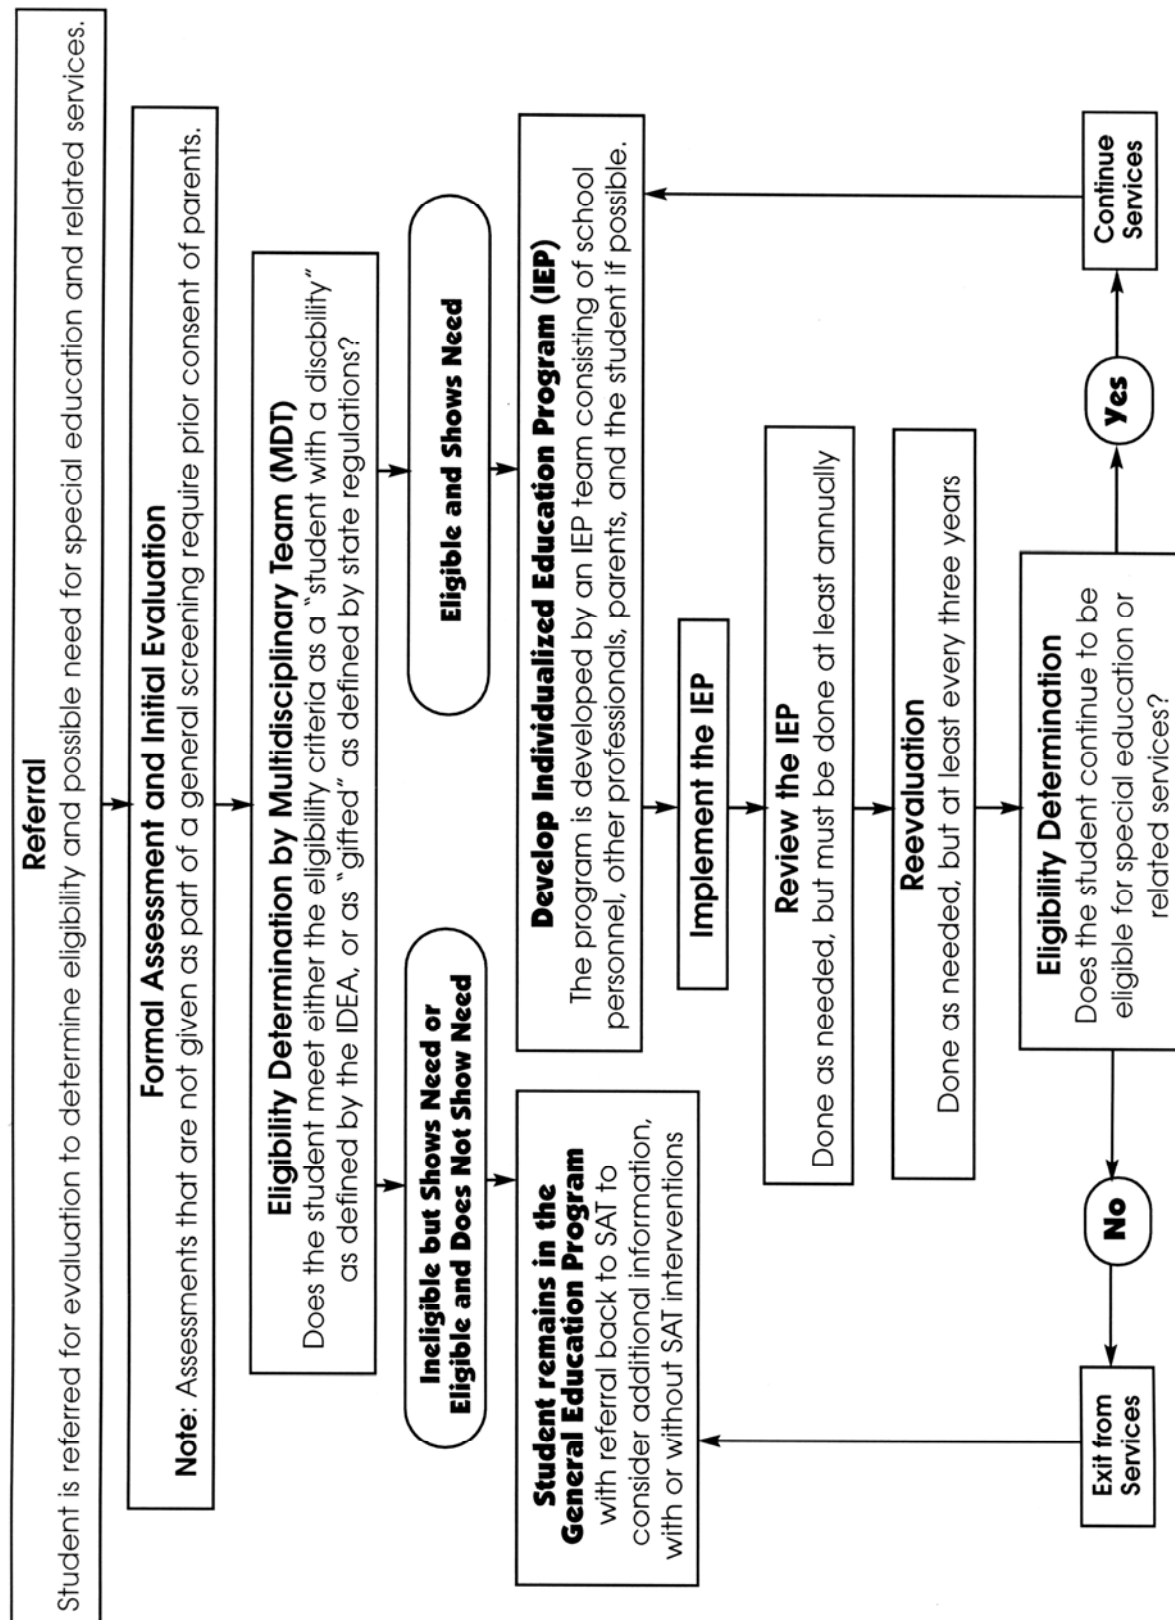 Referral
Student is referred for evaluation to determine eligibility and possible need for special education and related services.
Formal Assessment and Initial Evaluation
Note: Assessments that are not given as part of a general screening require prior consent of parents.
Eligibility Determination by Multidisciplinary Team (MDT)
Does the student meet either the eligibility criteria as a “student with a disability”
as defined by the IDEA, or as “gifted” as defined by state regulations?
Ineligible but Shows Need or
Eligible and Does Not Show Need
Eligible and Shows Need
Student remains in the
General Education Program
with referral back to SAT to
consider additional information,
with or without SAT interventions
Develop Individualized Education Program (IEP)
The program is developed by an IEP team consisting of school
personnel, other professionals, parents, and the student if possible.
Implement the IEP
Review the IEP
Done as needed, but must be done at least annually
Reevaluation
Done as needed, but at least every three years
Eligibility Determination
Does the student continue to be
eligible for special education or
related services?
No
Yes
Exit from
Services
Continue
Services